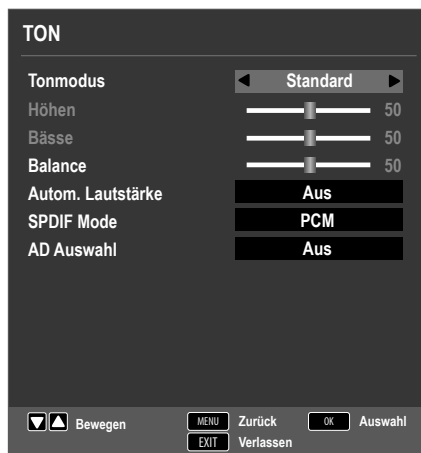 TON
Tonmodus Standard
Höhen 50
Bässe 50
Balance 50
Autom. Lautstärke Aus
SPDIF Mode PCM
AD Auswahl Aus
Bewegen MENU Zurück OK Auswahl
EXIT Verlassen